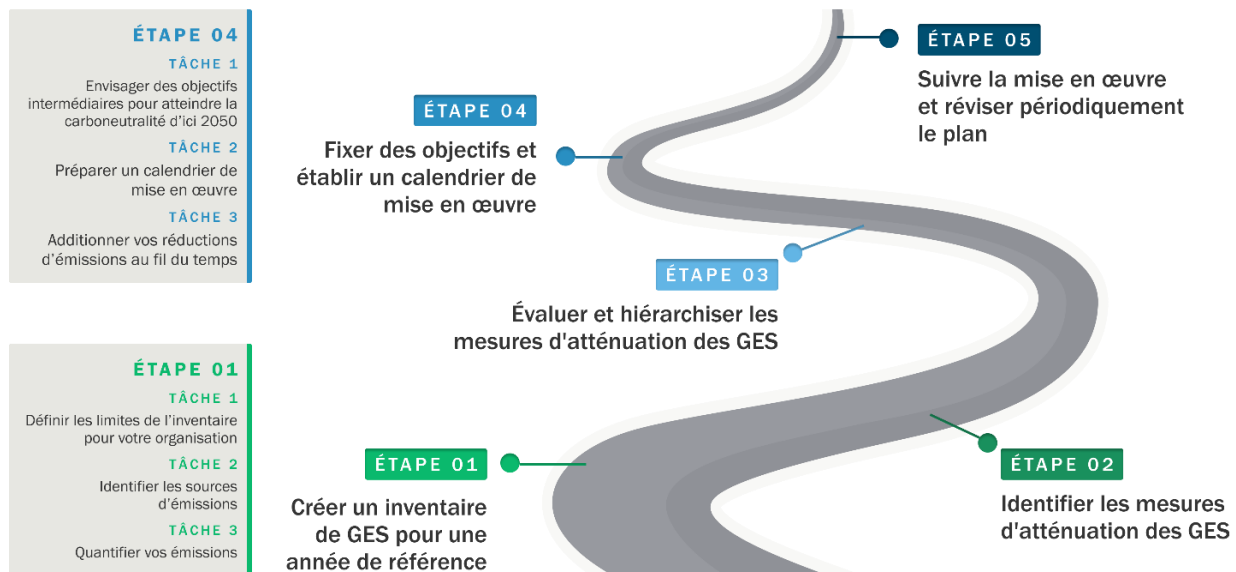 ÉTAPE 04
TÂCHE 1
Envisager des objectifs
intermédiaires pour atteindre la
carboneutralité d'ici 2050
TÂCHE 2
Préparer un calendrier de
mise en œuvre
TÂCHE 3
Additionner vos réductions
d'émissions au fil du temps
ÉTAPE 01
TÂCHE 1
Définir les limites de l'inventaire
pour votre organisation
TÂCHE 2
Identifier les sources
d'émissions
TÂCHE 3
Quantifier vos émissions
ÉTAPE 05
Suivre la mise en œuvre
et réviser périodiquement
le plan
ÉTAPE 04
Fixer des objectifs et
établir un calendrier de
mise en œuvre
ÉTAPE 03
Évaluer et hiérarchiser les
mesures d'atténuation des GES
ÉTAPE 01
Créer un inventaire
de GES pour une
année de référence
ÉTAPE 02
Identifier les mesures
d'atténuation des GES